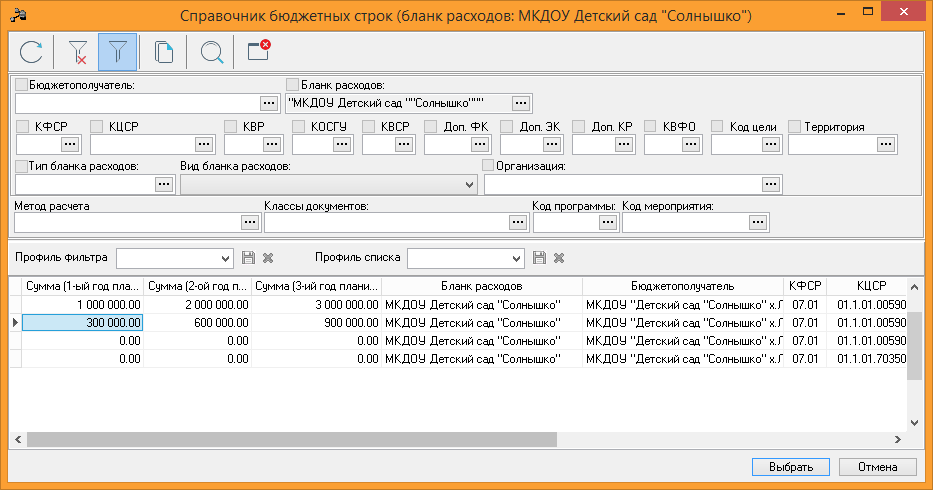 Справочник бюджетных строк (бланк расходов: МКДОУ Детский сад "Солнышко")
Бюджетополучатель: Бланк расходов:
"МКДОУ Детский сад ""Солнышко"""
КФСР КЦСР КВР КОСГУ КВСР Доп. ФК Доп. ЭК Доп. КР КВФО Код цели Территория
Тип бланка расходов: Вид бланка расходов: Организация:
Метод расчета Классы документов: Код программы: Код мероприятия:
Профиль фильтра Профиль списка
Сумма (1-ый год пла... Сумма (2-ой год п... Сумма (3-ий год плани... Бланк расходов Бюджетополучатель КФСР КЦСР
1 000 000.00 2 000 000.00 3 000 000.00 МКДОУ Детский сад "Солнышко" МКДОУ "Детский сад "Солнышко" х.Л 07.01 01.1.01.00590
300 000.00 600 000.00 900 000.00 МКДОУ Детский сад "Солнышко" МКДОУ "Детский сад "Солнышко" х.Л 07.01 01.1.01.00590
0.00 0.00 0.00 МКДОУ Детский сад "Солнышко" МКДОУ "Детский сад "Солнышко" х.Л 07.01 01.1.01.00590
0.00 0.00 0.00 МКДОУ Детский сад "Солнышко" МКДОУ "Детский сад "Солнышко" х.Л 07.01 01.1.01.70350
Выбрать Отмена